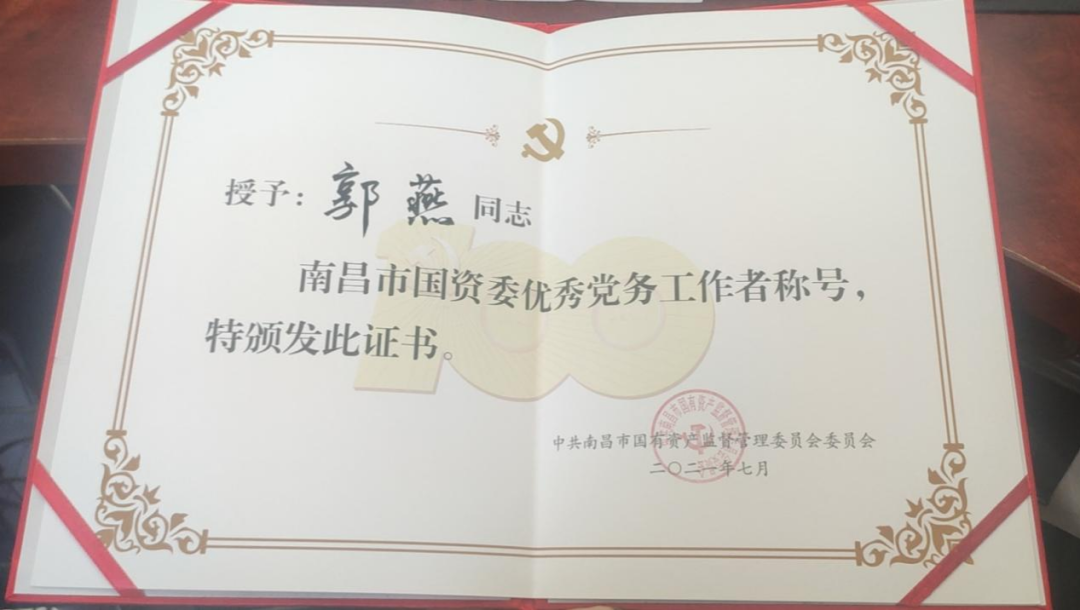 授予：郭燕同志
南昌市国资委优秀党务工作者称号，
特颁发此证书。
100
中共南昌市国有资产监督管理委员会委员会
二〇二一年七月